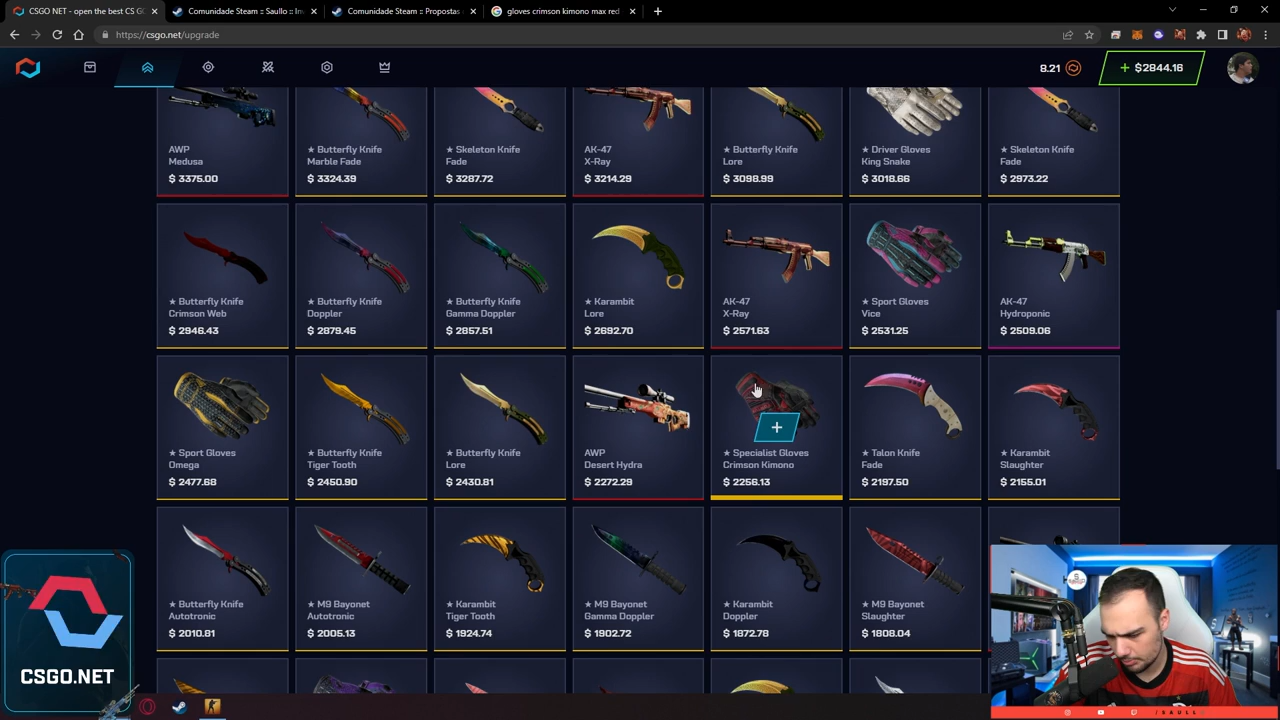 CSGO NET - open the best CS G
Comunidade Steam :: Saullo :: In
Comunidade Steam :: Propostas
gloves crimson kimono max red
https://csgo.net/upgrade
8.21
+ $2844.16
AWP
Medusa
$ 3375.00
★ Butterfly Knife
Marble Fade
$ 3324.39
★ Skeleton Knife
Fade
$ 3287.72
AK-47
X-Ray
$ 3214.29
★ Butterfly Knife
Lore
$ 3098.99
★ Driver Gloves
King Snake
$ 3018.66
★ Skeleton Knife
Fade
$ 2973.22
★ Butterfly Knife
Crimson Web
$ 2946.43
★ Butterfly Knife
Doppler
$ 2879.45
★ Butterfly Knife
Gamma Doppler
$ 2857.51
★ Karambit
Lore
$ 2692.70
AK-47
X-Ray
$ 2571.63
★ Sport Gloves
Vice
$ 2531.25
AK-47
Hydroponic
$ 2509.06
★ Sport Gloves
Omega
$ 2477.68
★ Butterfly Knife
Tiger Tooth
$ 2450.90
★ Butterfly Knife
Lore
$ 2430.81
AWP
Desert Hydra
$ 2272.29
★ Specialist Gloves
Crimson Kimono
$ 2256.13
★ Talon Knife
Fade
$ 2197.50
★ Karambit
Slaughter
$ 2155.01
★ Butterfly Knife
Autotronic
$ 2010.81
★ M9 Bayonet
Autotronic
$ 2005.13
★ Karambit
Tiger Tooth
$ 1924.74
★ M9 Bayonet
Gamma Doppler
$ 1902.72
★ Karambit
Doppler
$ 1872.78
★ M9 Bayonet
Slaughter
$ 1808.04
CSGO.NET